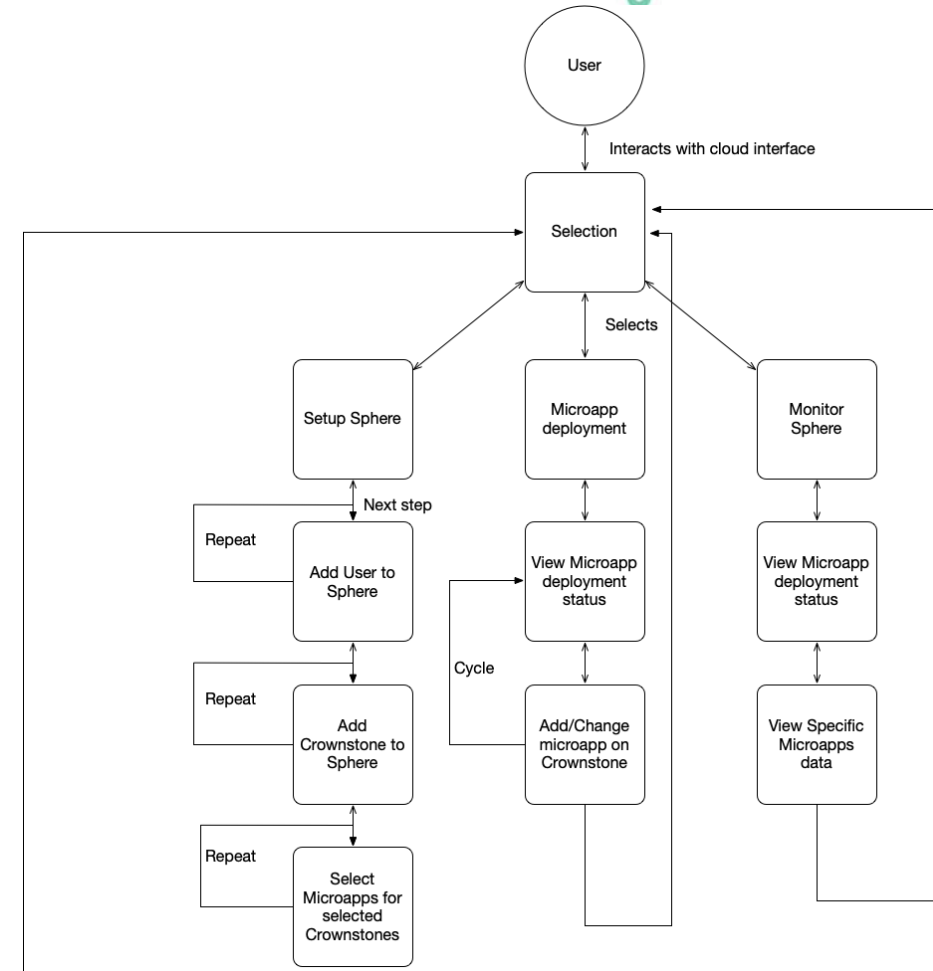 User
Interacts with cloud interface
Selection
Selects
Setup Sphere
Microapp
deployment
Monitor
Sphere
Next step
Repeat
Add User to
Sphere
View Microapp
deployment
status
View Microapp
deployment
status
Repeat
Cycle
Add
Crownstone to
Sphere
Add/Change
microapp on
Crownstone
View Specific
Microapps
data
Repeat
Select
Microapps for
selected
Crownstones